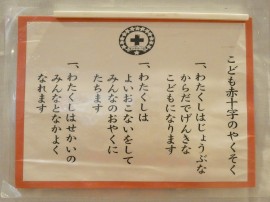 こども赤十字のやくそく
一、わたくしはじょうぶな
からだでげんきな
こどもになります
一、わたくしは
よいおこないをして
みんなのおやくに
たちます
一、わたくしはせかいの
みんなとなかよく
なれます